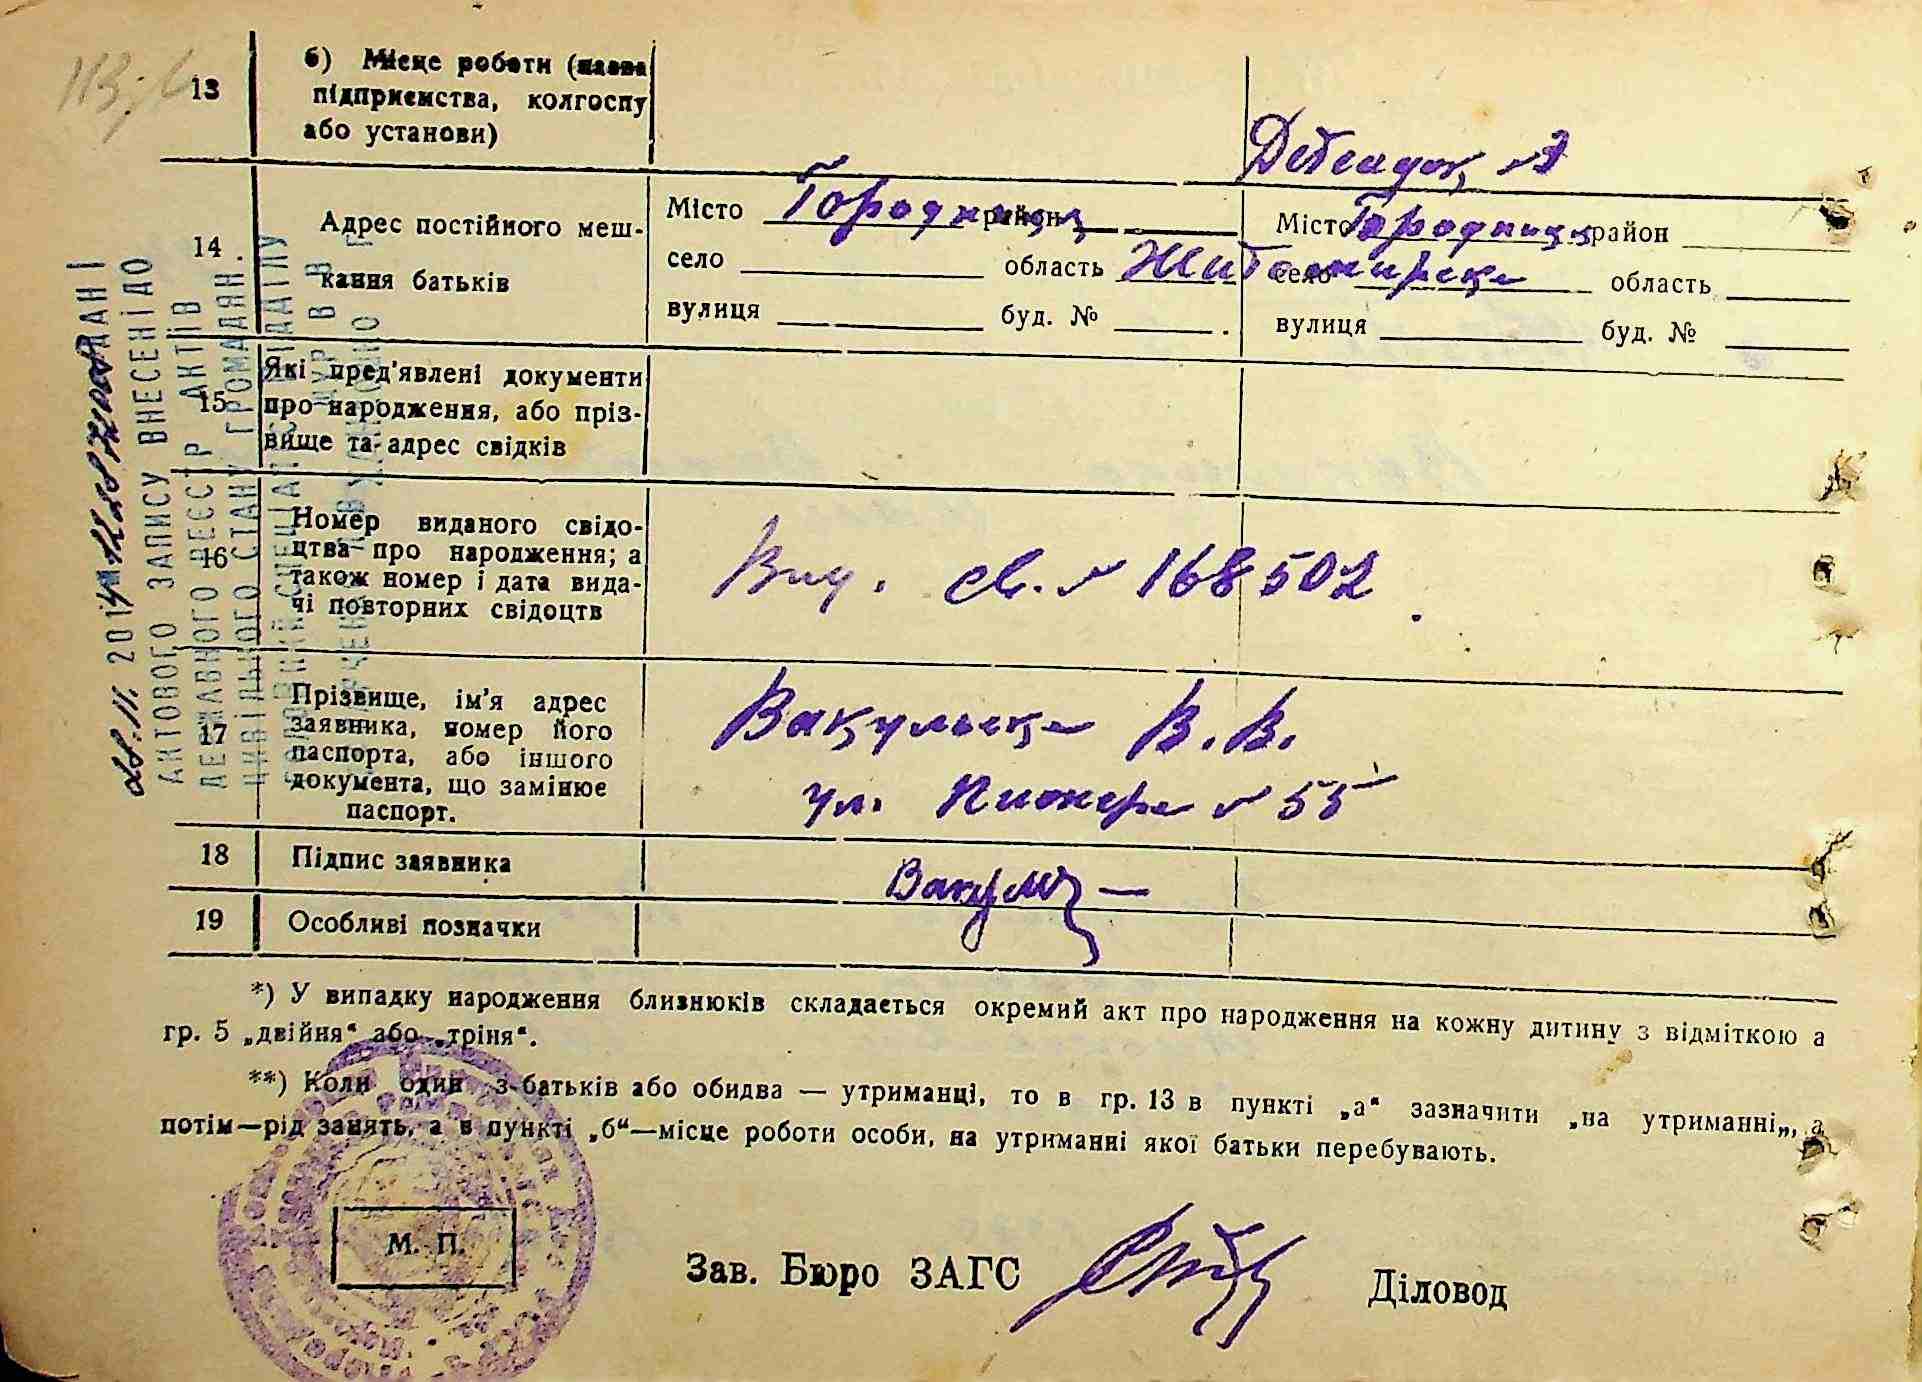 13
б) Місце роботи (назва
підприємства, колгоспу
або установи)
Детсадок
14
Адрес постійного меш-
кання батьків
Місто Городниця район
село область Житомирська
вулиця буд. №
Місто Городниця район
село область
вулиця буд. №
15
Які пред'явлені документи
про народження, або пріз-
вище та адрес свідків
16
Номер виданого свідо-
цтва про народження; а
також номер і дата вида-
чі повторних свідоцтв
Вид. св. № 168502
17
Прізвище, ім'я адрес
заявника, номер його
паспорта, або іншого
документа, що замінює
паспорт.
В. В.
ул. № 55
18
Підпис заявника
19
Особливі позначки
*) У випадку народження близнюків складається окремий акт про народження на кожну дитину з відміткою а
гр. 5 „двійня“ або „тріня“.
**) Коли один з батьків або обидва — утриманці, то в гр. 13 в пункті „а“ зазначити „на утриманні„, а
потім—рід занять, а в пункті „б“—місце роботи особи, на утриманні якої батьки перебувають.
М. П.
Зав. Бюро ЗАГС
Діловод
ДАНІ
АКТОВОГО ЗАПИСУ ВНЕСЕНІ ДО
ДЕРЖАВНОГО РЕЄСТР АКТІВ
ЦИВІЛЬНОГО СТАНУ ГРОМАДЯН.